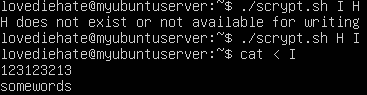 lovediehate@myubuntuserver:~$ ./scrypt.sh I H
H does not exist or not available for writing
lovediehate@myubuntuserver:~$ ./scrypt.sh H I
lovediehate@myubuntuserver:~$ cat < I
123123213
somewords